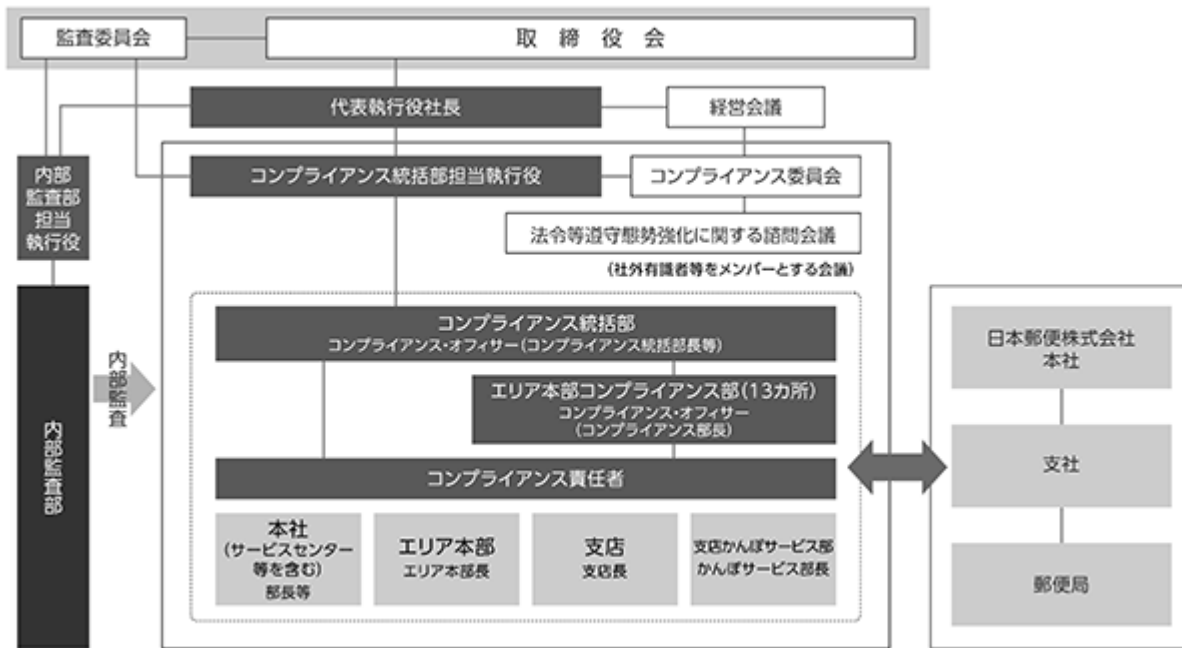 監査委員会
取締役会
代表執行役社長
経営会議
内部
監査部
担当
執行役
コンプライアンス統括部担当執行役
コンプライアンス委員会
法令等遵守態勢強化に関する諮問会議
(社外有識者等をメンバーとする会議)
内部監査部
内部監査
コンプライアンス統括部
コンプライアンス・オフィサー(コンプライアンス統括部長等)
エリア本部コンプライアンス部(13カ所)
コンプライアンス・オフィサー
(コンプライアンス部長)
コンプライアンス責任者
本社
(サービスセンター
等を含む)
部長等
エリア本部
エリア本部長
支店
支店長
支店かんぽサービス部
かんぽサービス部長
日本郵便株式会社
本社
支社
郵便局